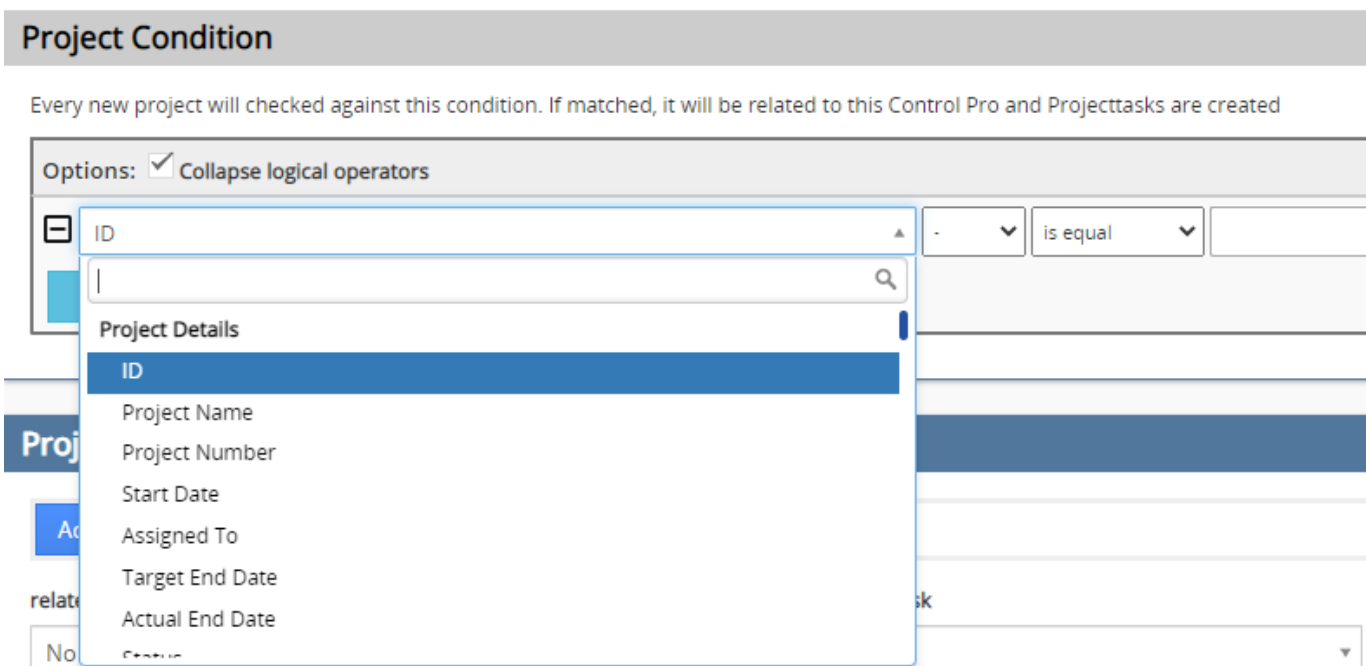 Project Condition
Every new project will checked against this condition. If matched, it will be related to this Control Pro and Projecttasks are created
Options: Collapse logical operators
ID - is equal
Project Details
ID
Project Name
Project Number
Start Date
Assigned To
Target End Date
Actual End Date
Status
No